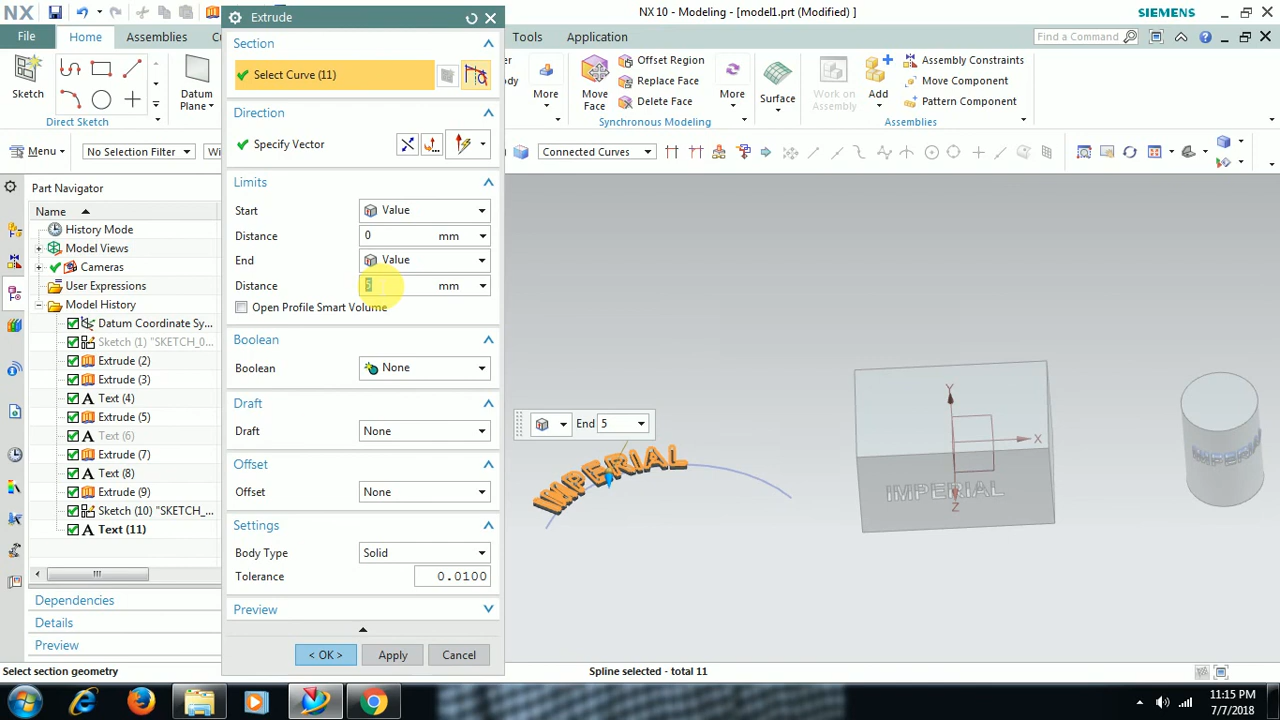 NX
NX 10 - Modeling - [model1.prt (Modified) ]
SIEMENS
Extrude
File
Home
Assemblies
Cu
Tools
Application
Find a Command
Sketch
Datum
Plane
Direct Sketch
More
Move
Face
Offset Region
Replace Face
Delete Face
More
Synchronous Modeling
Surface
Work on
Assembly
Add
Assembly Constraints
Move Component
Pattern Component
Assemblies
Menu
No Selection Filter
Connected Curves
Part Navigator
Name
History Mode
Model Views
Cameras
User Expressions
Model History
Datum Coordinate Sy...
Sketch (1) "SKETCH_0...
Extrude (2)
Extrude (3)
Text (4)
Extrude (5)
Text (6)
Extrude (7)
Text (8)
Extrude (9)
Sketch (10) "SKETCH_...
Text (11)
Dependencies
Details
Preview
Section
Select Curve (11)
Direction
Specify Vector
Limits
Start
Value
Distance
0 mm
End
Value
Distance
5 mm
Open Profile Smart Volume
Boolean
Boolean
None
Draft
Draft
None
Offset
Offset
None
Settings
Body Type
Solid
Tolerance
0.0100
Preview
< OK >
Apply
Cancel
End 5
IMPERIAL
Y
X
Z
IMPERIAL
IMPERIA
Select section geometry
Spline selected - total 11
11:15 PM
7/7/2018